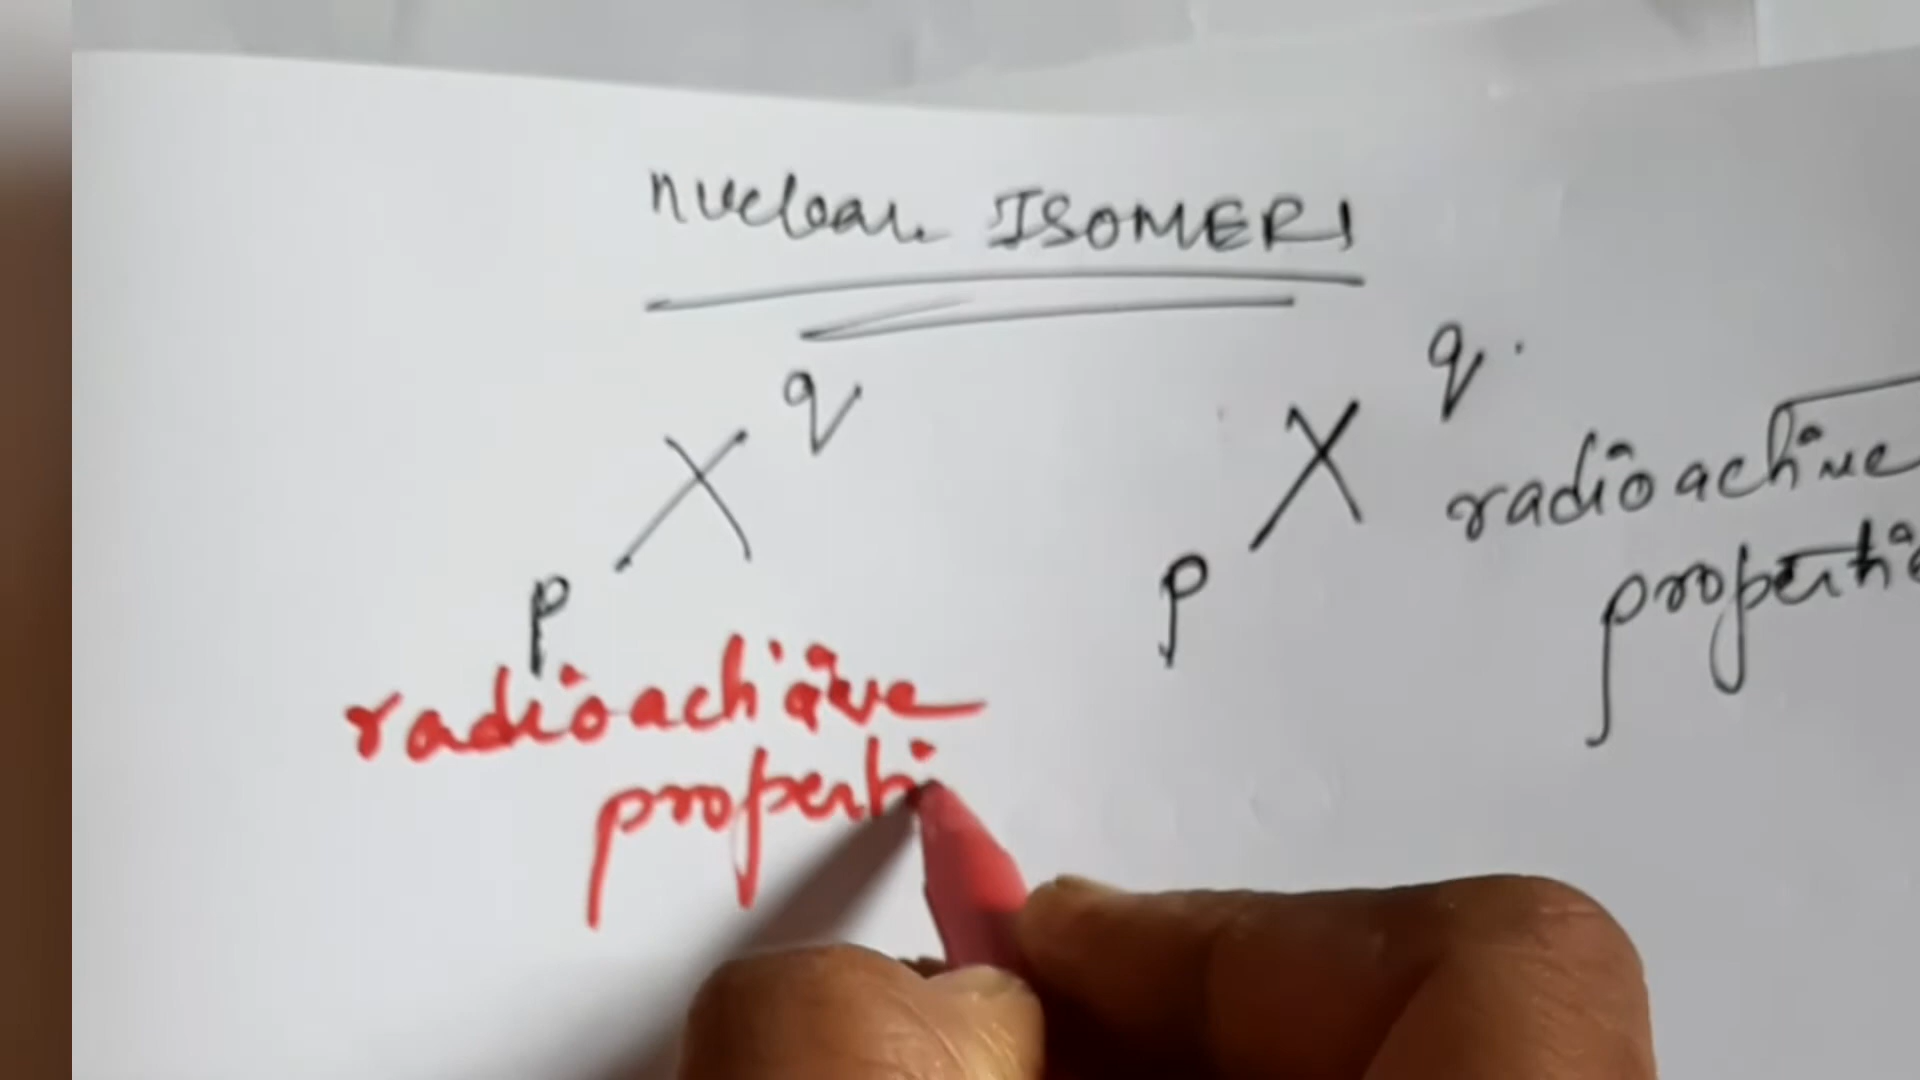 nuclear ISOMERI
q
X
p
q.
X
p
radioactive
properti
radioactive
properti